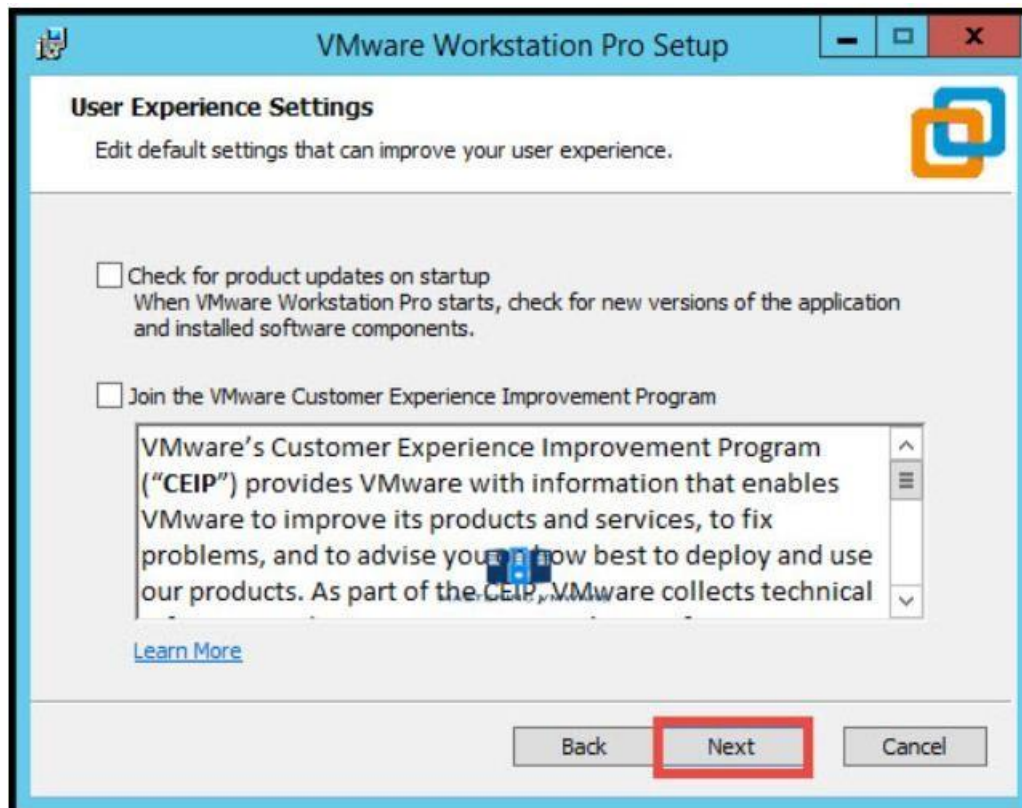 VMware Workstation Pro Setup
User Experience Settings
Edit default settings that can improve your user experience.
Check for product updates on startup
When VMware Workstation Pro starts, check for new versions of the application
and installed software components.
Join the VMware Customer Experience Improvement Program
VMware's Customer Experience Improvement Program
("CEIP") provides VMware with information that enables
VMware to improve its products and services, to fix
problems, and to advise you on how best to deploy and use
our products. As part of the CEIP, VMware collects technical
Learn More
Back
Next
Cancel